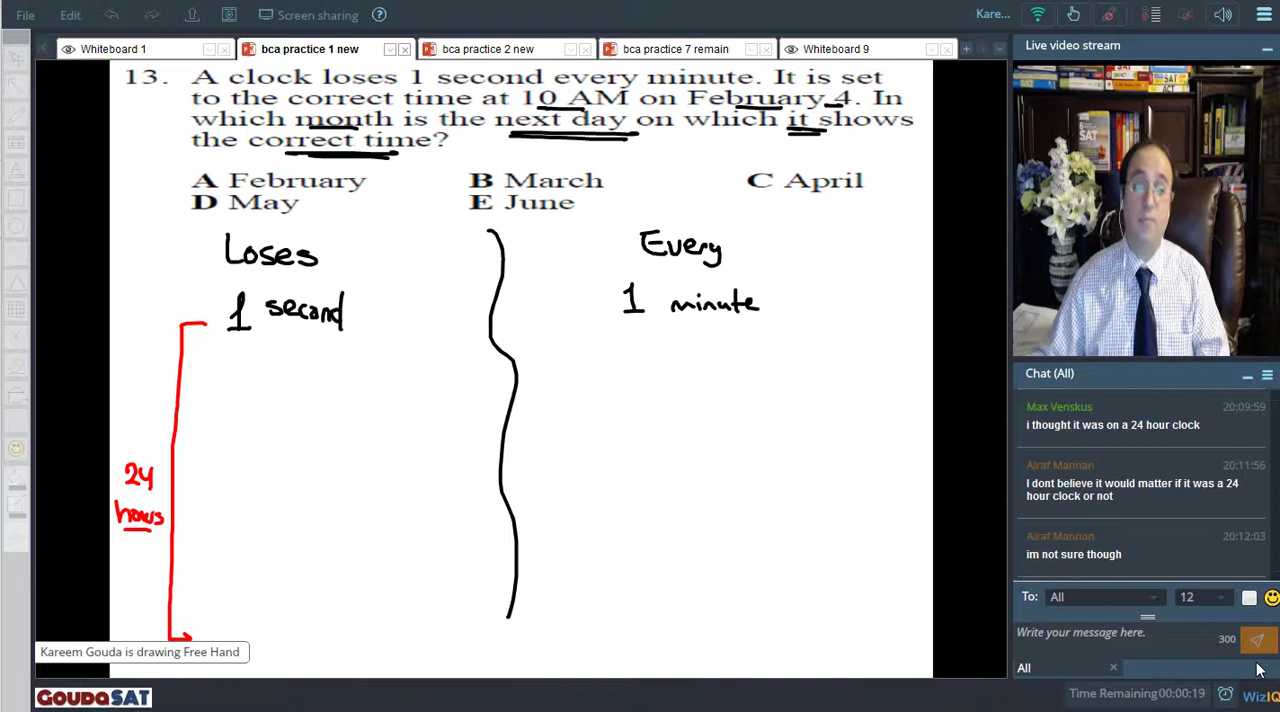 File Edit Screen sharing ? Kare...
Whiteboard 1 bca practice 1 new bca practice 2 new bca practice 7 remain Whiteboard 9
Live video stream
13. A clock loses 1 second every minute. It is set
to the correct time at 10 AM on February 4. In
which month is the next day on which it shows
the correct time?
A February B March C April
D May E June
Loses Every
1 second 1 minute
24
hours
Kareem Gouda is drawing Free Hand
GOUDASAT
SAT
ACT
AP
Chat (All)
Max Venskus 20:09:59
i thought it was on a 24 hour clock
Airaf Mannan 20:11:56
I dont believe it would matter if it was a 24
hour clock or not
Airaf Mannan 20:12:03
im not sure though
To: All 12
Write your message here. 300
All
Time Remaining00:00:19 WizIQ